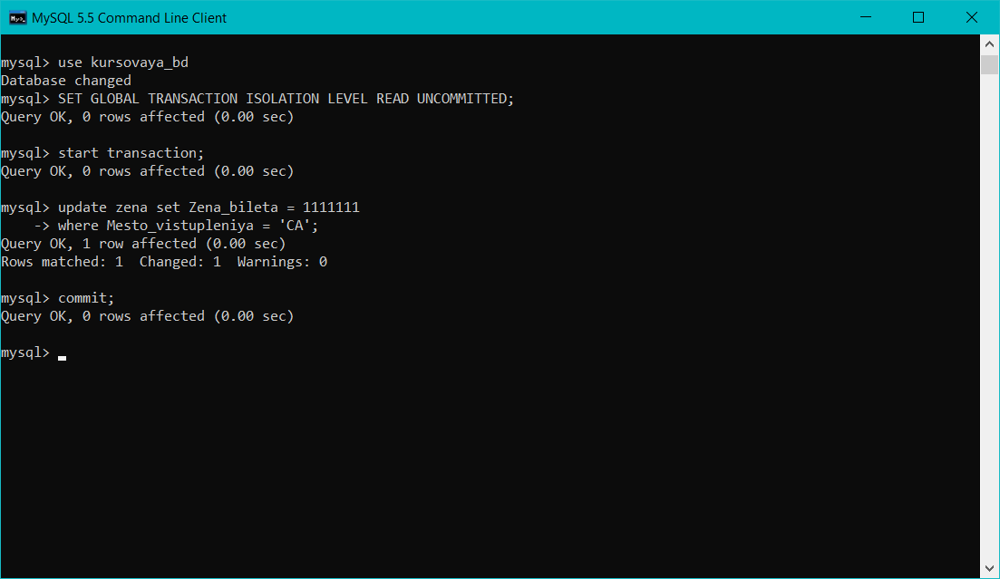 MySQL 5.5 Command Line Client
mysql> use kursovaya_bd
Database changed
mysql> SET GLOBAL TRANSACTION ISOLATION LEVEL READ UNCOMMITTED;
Query OK, 0 rows affected (0.00 sec)
mysql> start transaction;
Query OK, 0 rows affected (0.00 sec)
mysql> update zena set Zena_bileta = 1111111
    -> where Mesto_vistupleniya = 'CA';
Query OK, 1 row affected (0.00 sec)
Rows matched: 1  Changed: 1  Warnings: 0
mysql> commit;
Query OK, 0 rows affected (0.00 sec)
mysql>